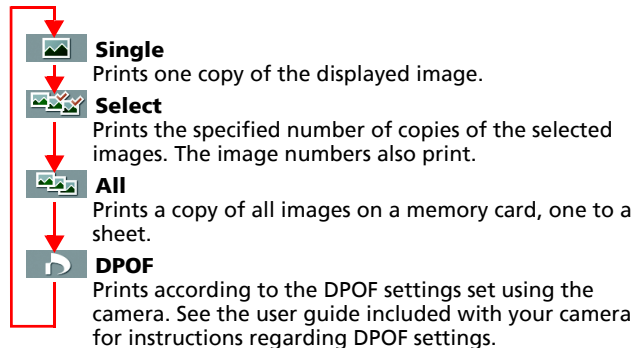 Single
Prints one copy of the displayed image.
Select
Prints the specified number of copies of the selected
images. The image numbers also print.
All
Prints a copy of all images on a memory card, one to a
sheet.
DPOF
Prints according to the DPOF settings set using the
camera. See the user guide included with your camera
for instructions regarding DPOF settings.